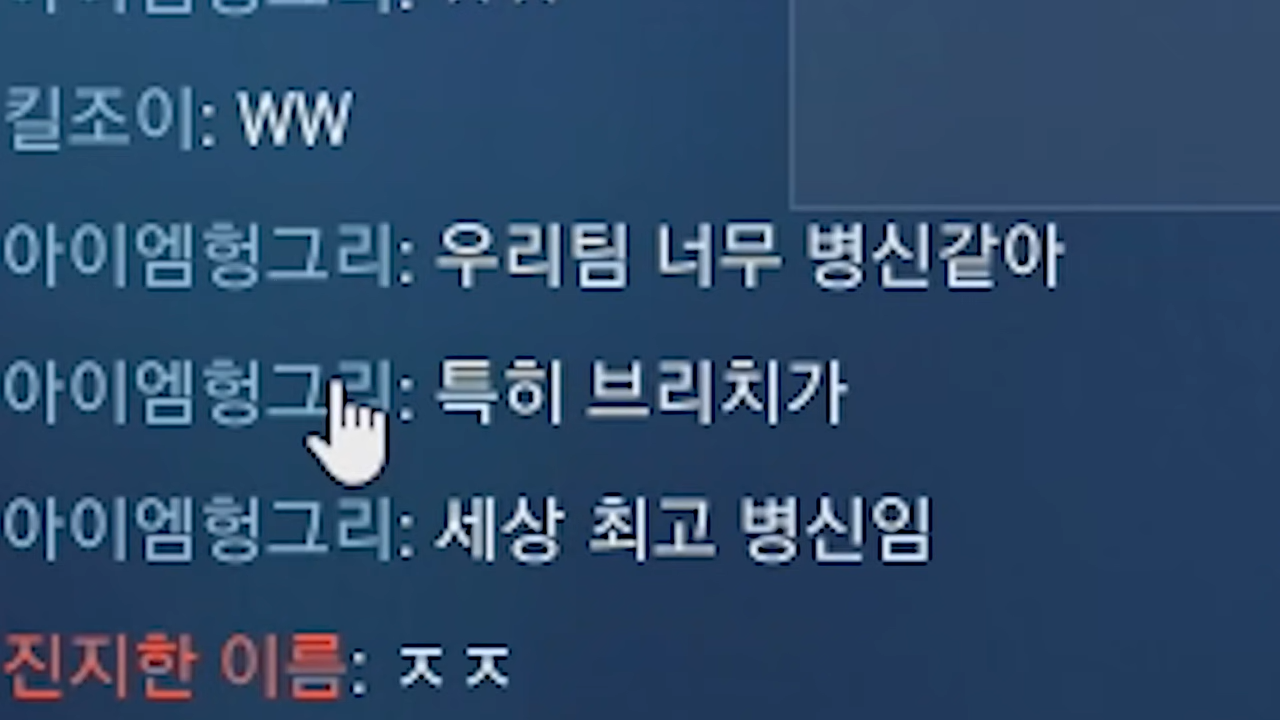 킬조이: WW
아이엠헝그리: 우리팀 너무 병신같아
아이엠헝그리: 특히 브리치가
아이엠헝그리: 세상 최고 병신임
진지한 이름: ㅈㅈ